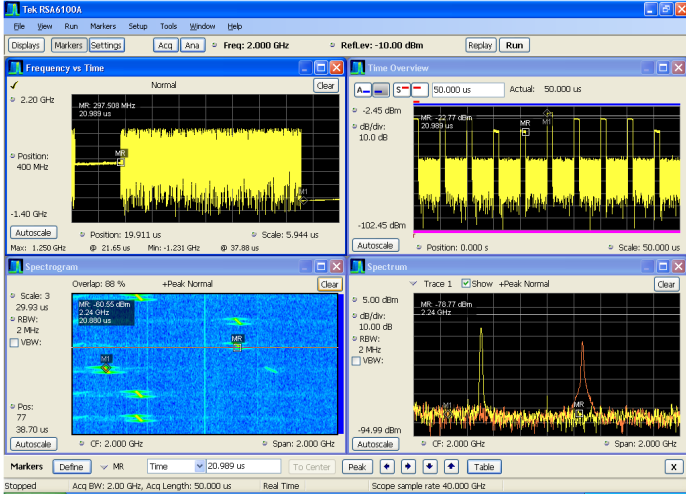 Tek RSA6100A
File View Run Markers Setup Tools Window Help
Displays Markers Settings Acq Ana Freq: 2.000 GHz RefLev: -10.00 dBm Replay Run
Frequency vs Time
Normal Clear
2.20 GHz
MR: 297.508 MHz
20.989 us
MR
Position:
400 MHz
M1
-1.40 GHz
Autoscale Position: 19.911 us Scale: 5.944 us
Max: 1.250 GHz @ 21.65 us Min: -1.231 GHz @ 37.88 us
Time Overview
A S 50.000 us Actual: 50.000 us
-2.45 dBm
MR: -22.77 dBm
20.989 us
MR M1
dB/div:
10.0 dB
-102.45 dBm
Autoscale Position: 0.000 s Scale: 50.000 us
Spectrogram
Overlap: 88 % +Peak Normal Clear
Scale: 3
29.93 us
MR: -60.55 dBm
2.24 GHz
20.880 us
RBW:
2 MHz
VBW:
MR
M1
Pos:
77
38.70 us
Autoscale CF: 2.000 GHz Span: 2.000 GHz
Spectrum
Trace 1 Show +Peak Normal Clear
5.00 dBm
MR: -78.77 dBm
2.24 GHz
dB/div:
10.00 dB
RBW:
2 MHz
VBW:
M1 MR
-94.99 dBm
Autoscale CF: 2.000 GHz Span: 2.000 GHz
Markers Define MR Time 20.989 us To Center Peak Table X
Stopped Acq BW: 2.00 GHz, Acq Length: 50.000 us Real Time Scope sample rate 40.000 GHz